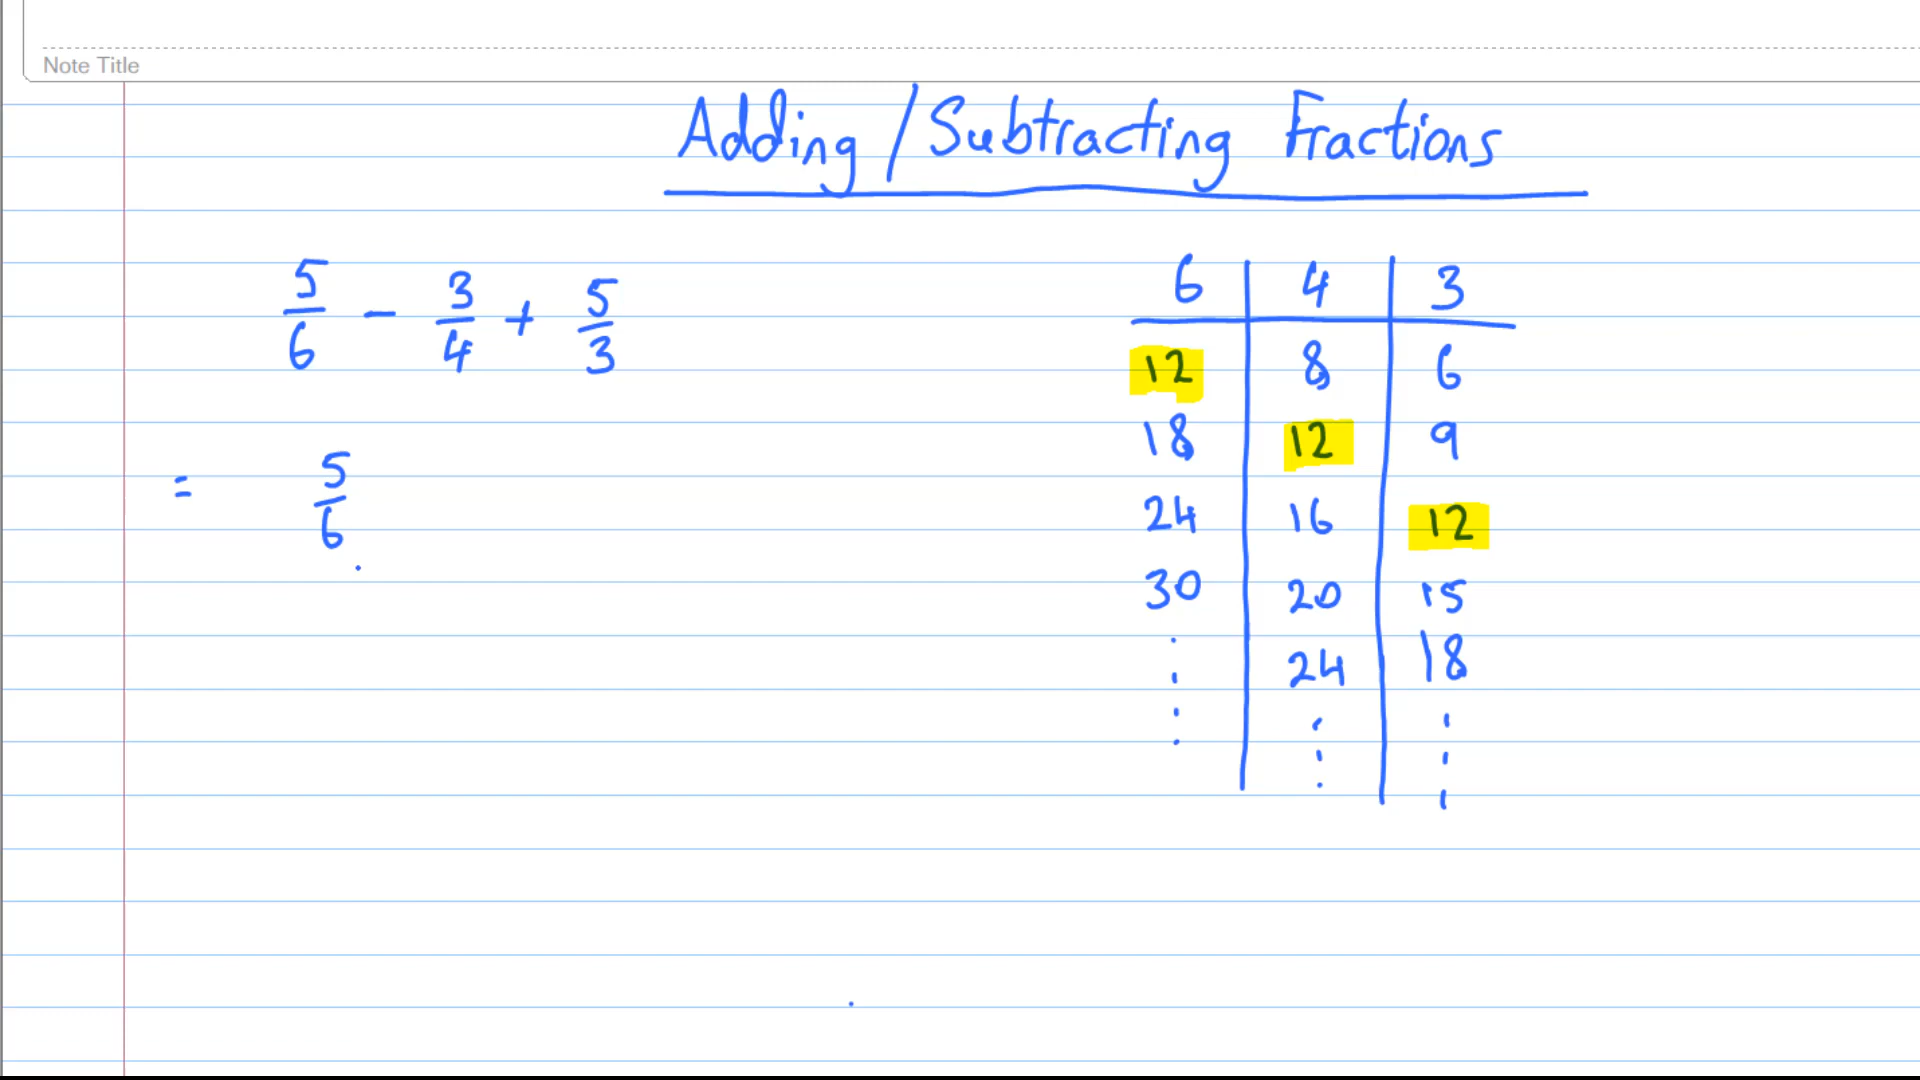 Note Title
Adding/Subtracting Fractions
5/6 - 3/4 + 5/3
= 5/6
6 4 3
12 8 6
18 12 9
24 16 12
30 20 15
24 18